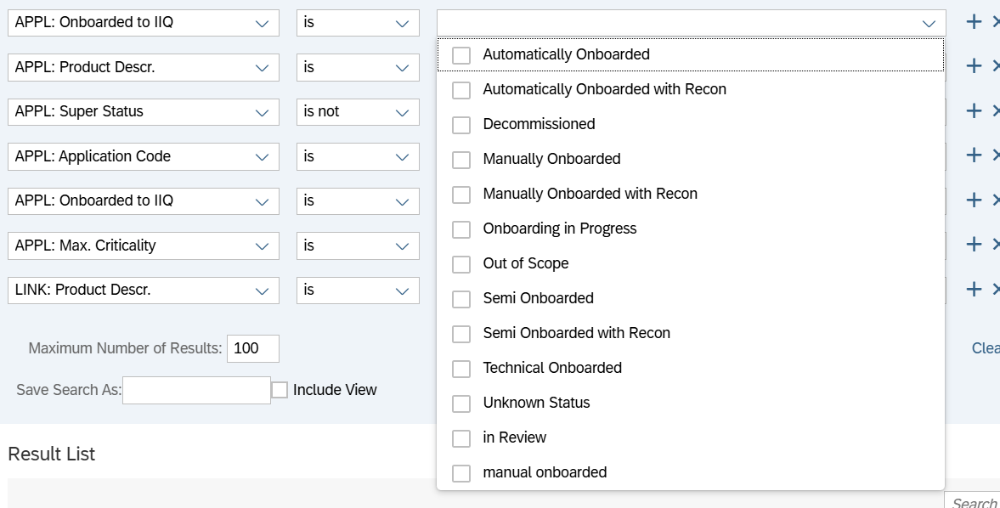 APPL: Onboarded to IIQ is
Automatically Onboarded
APPL: Product Descr. is
Automatically Onboarded with Recon
APPL: Super Status is not
Decommissioned
APPL: Application Code is
Manually Onboarded
Manually Onboarded with Recon
APPL: Onboarded to IIQ is
Onboarding in Progress
APPL: Max. Criticality is
Out of Scope
LINK: Product Descr. is
Semi Onboarded
Semi Onboarded with Recon
Maximum Number of Results: 100
Clea
Technical Onboarded
Save Search As: Include View
Unknown Status
in Review
Result List
manual onboarded
Search